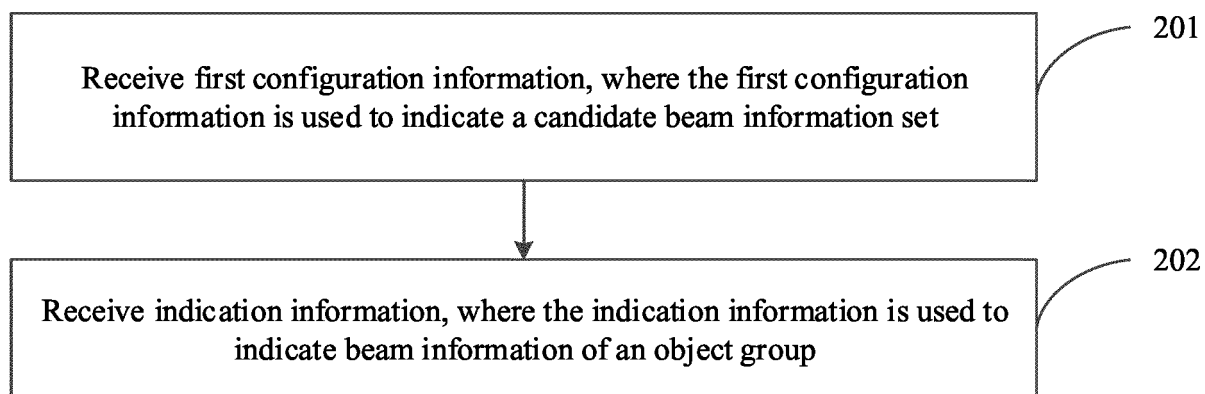 201
Receive first configuration information, where the first configuration
information is used to indicate a candidate beam information set
202
Receive indication information, where the indication information is used to
indicate beam information of an object group